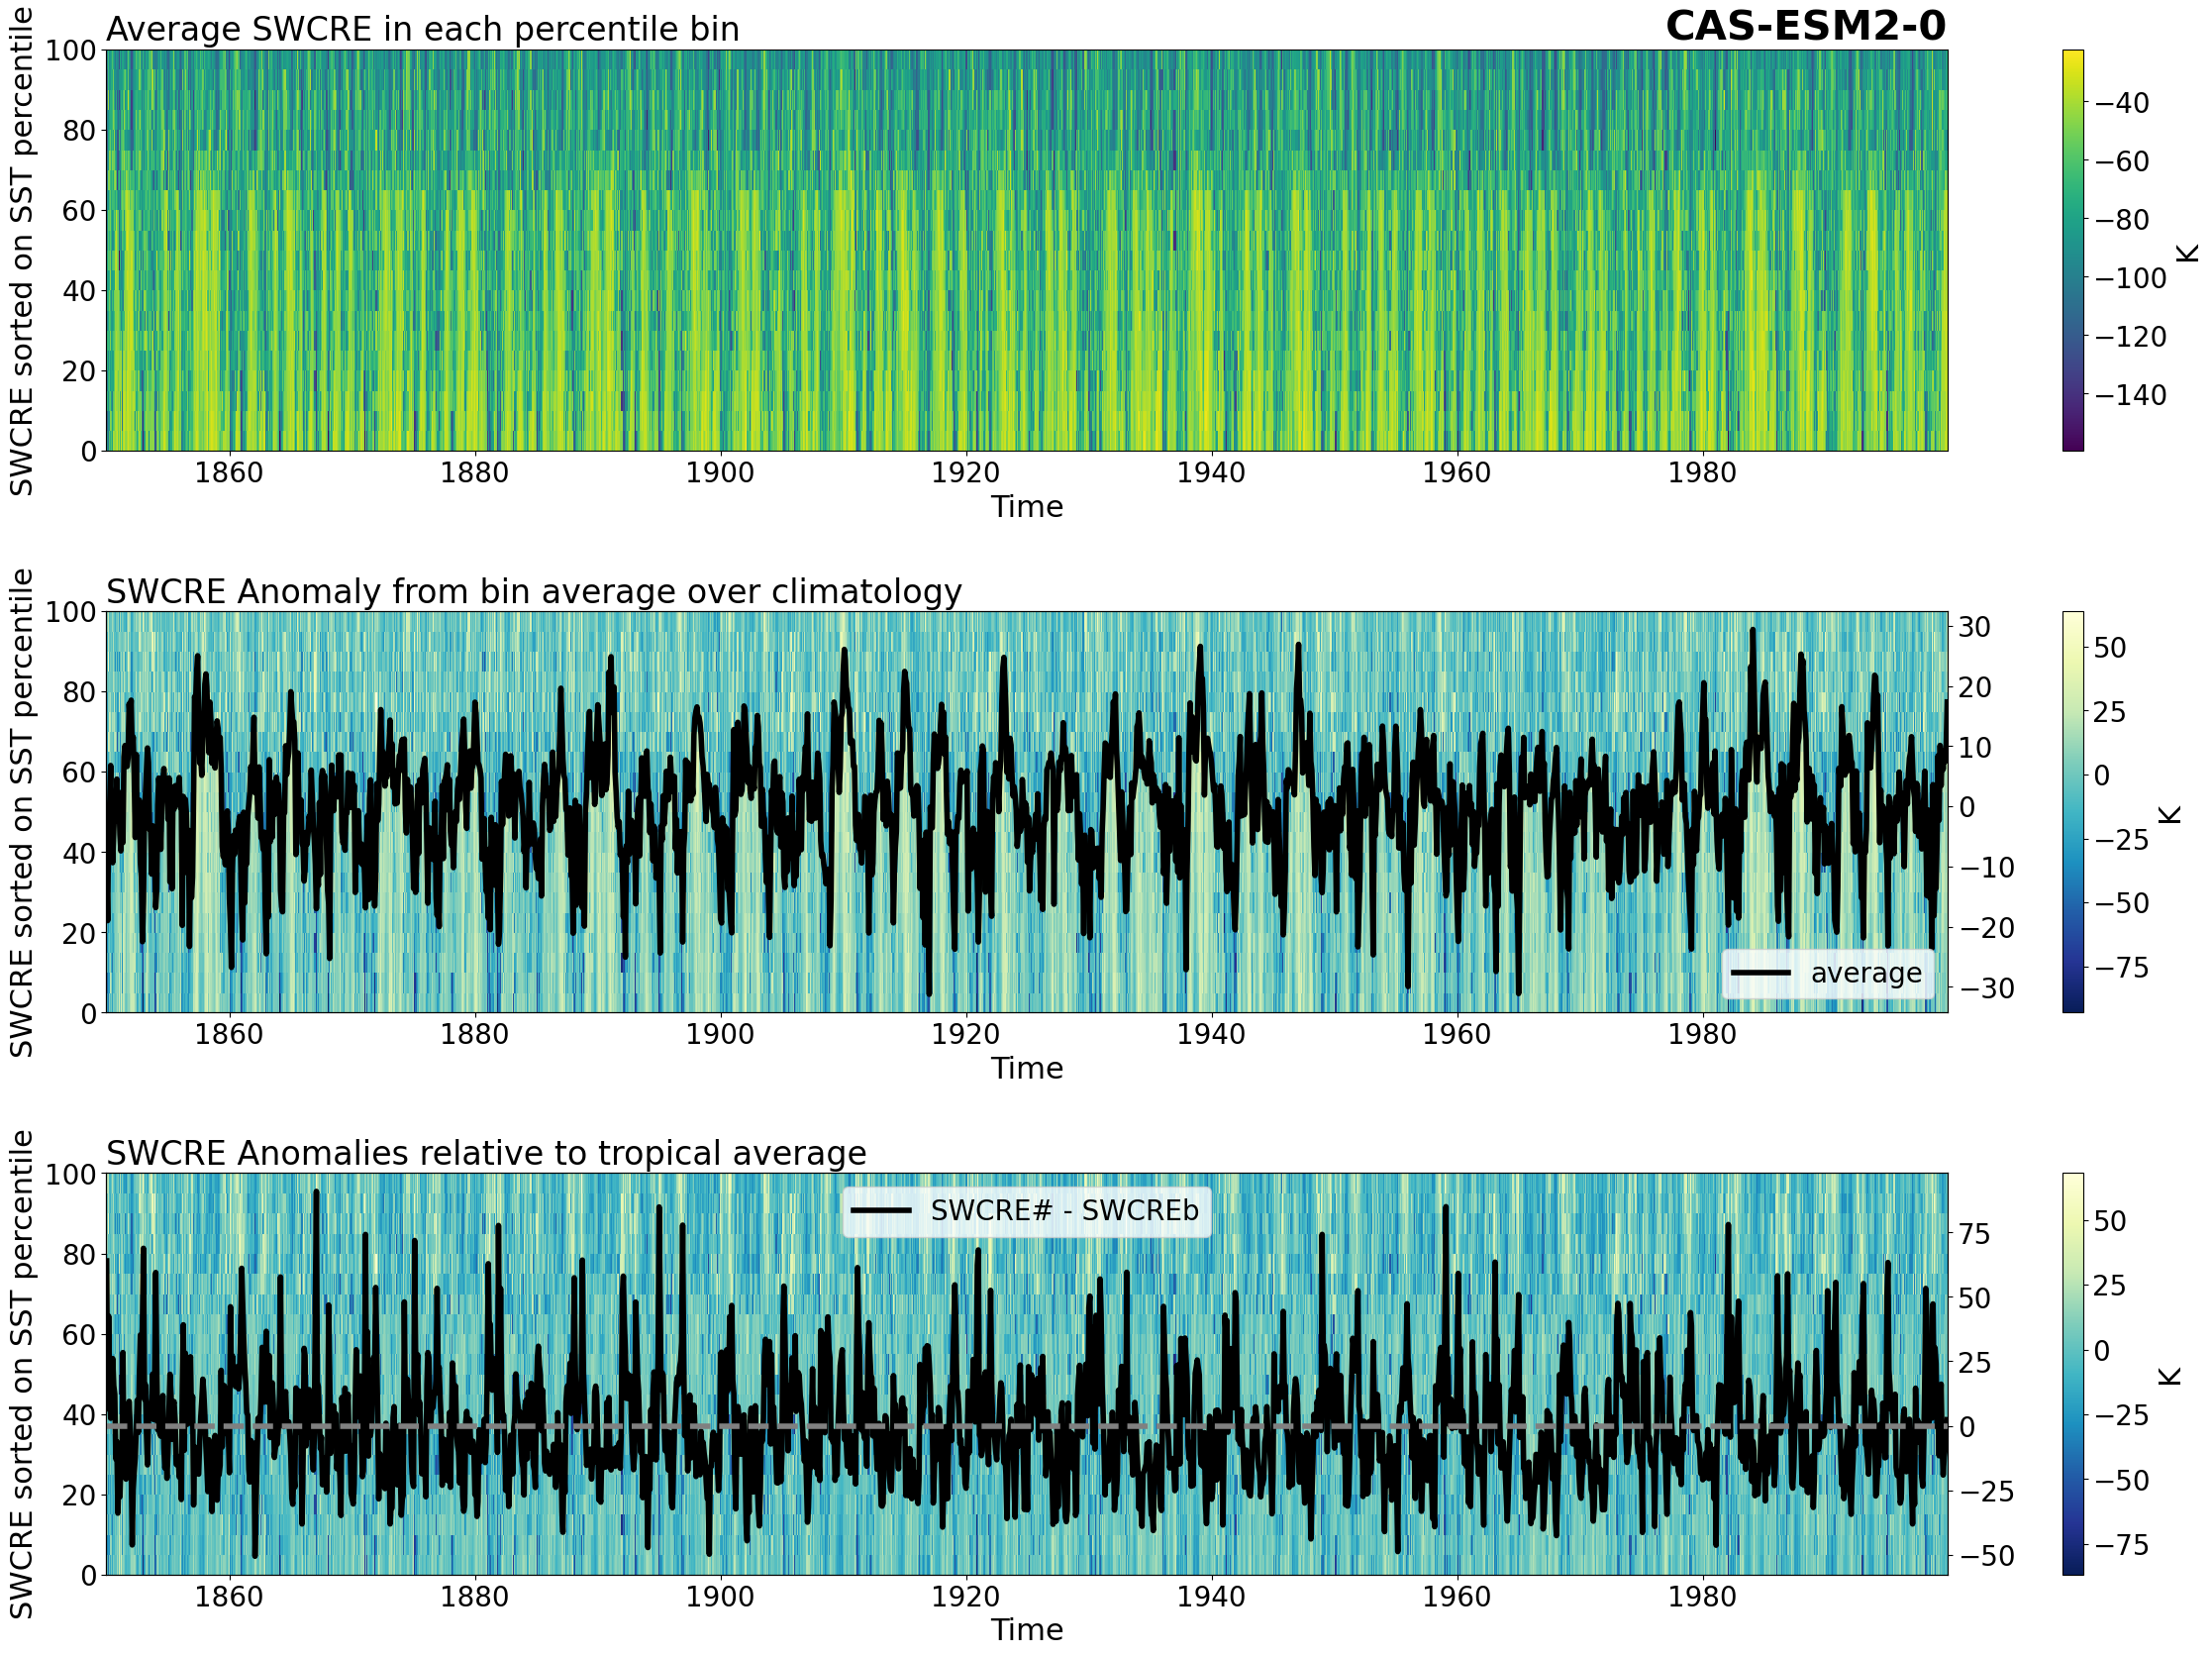 Average SWCRE in each percentile bin
CAS-ESM2-0
SWCRE sorted on SST percentile
100
80
60
40
20
0
1860 1880 1900 1920 1940 1960 1980
Time
−40
−60
−80
−100
−120
−140
K
SWCRE Anomaly from bin average over climatology
SWCRE sorted on SST percentile
100
80
60
40
20
0
30
20
10
0
−10
−20
−30
average
1860 1880 1900 1920 1940 1960 1980
Time
50
25
0
−25
−50
−75
K
SWCRE Anomalies relative to tropical average
SWCRE sorted on SST percentile
100
80
60
40
20
0
SWCRE# - SWCREb
75
50
25
0
−25
−50
1860 1880 1900 1920 1940 1960 1980
Time
50
25
0
−25
−50
−75
K